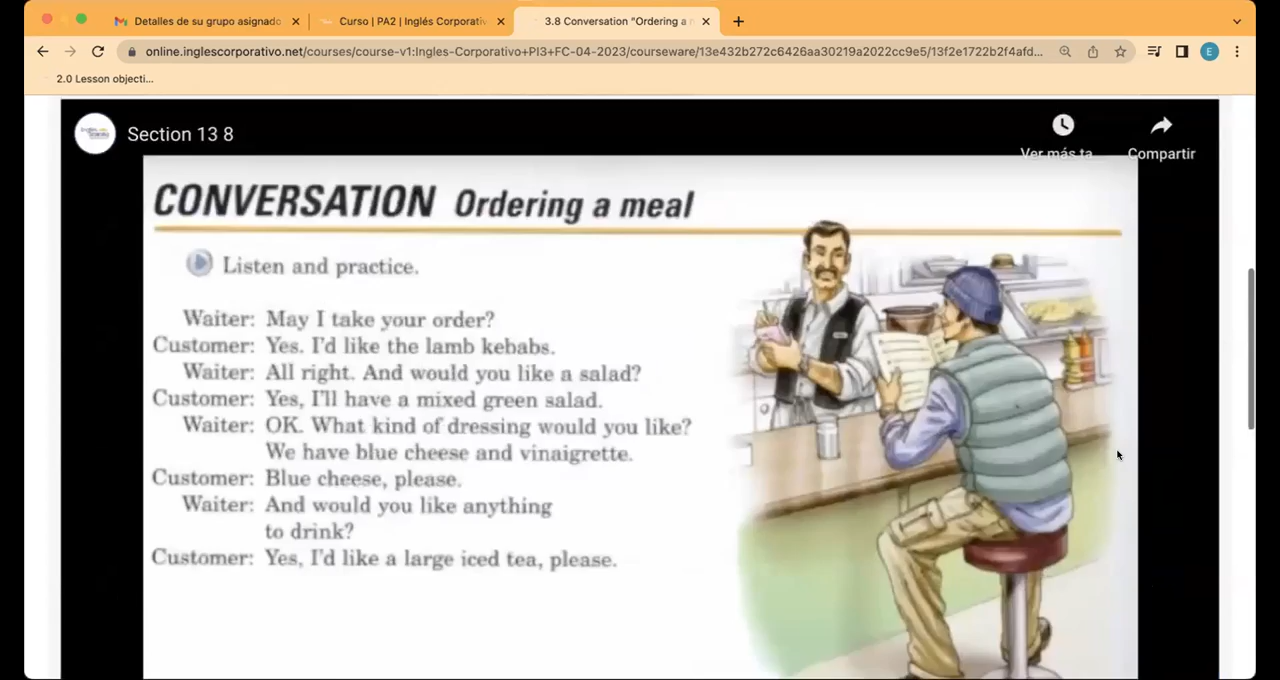 Detalles de su grupo asignado
Curso | PA2 | Inglés Corporativ
3.8 Conversation "Ordering a
online.inglescorporativo.net/courses/course-v1:Ingles-Corporativo+PI3+FC-04-2023/courseware/13e432b272c6426aa30219a2022cc9e5/13f2e1722b2f4afd...
E
2.0 Lesson objecti...
Section 13 8
Ver más ta
Compartir
CONVERSATION Ordering a meal
Listen and practice.
Waiter: May I take your order?
Customer: Yes. I'd like the lamb kebabs.
Waiter: All right. And would you like a salad?
Customer: Yes, I'll have a mixed green salad.
Waiter: OK. What kind of dressing would you like?
We have blue cheese and vinaigrette.
Customer: Blue cheese, please.
Waiter: And would you like anything
to drink?
Customer: Yes, I'd like a large iced tea, please.